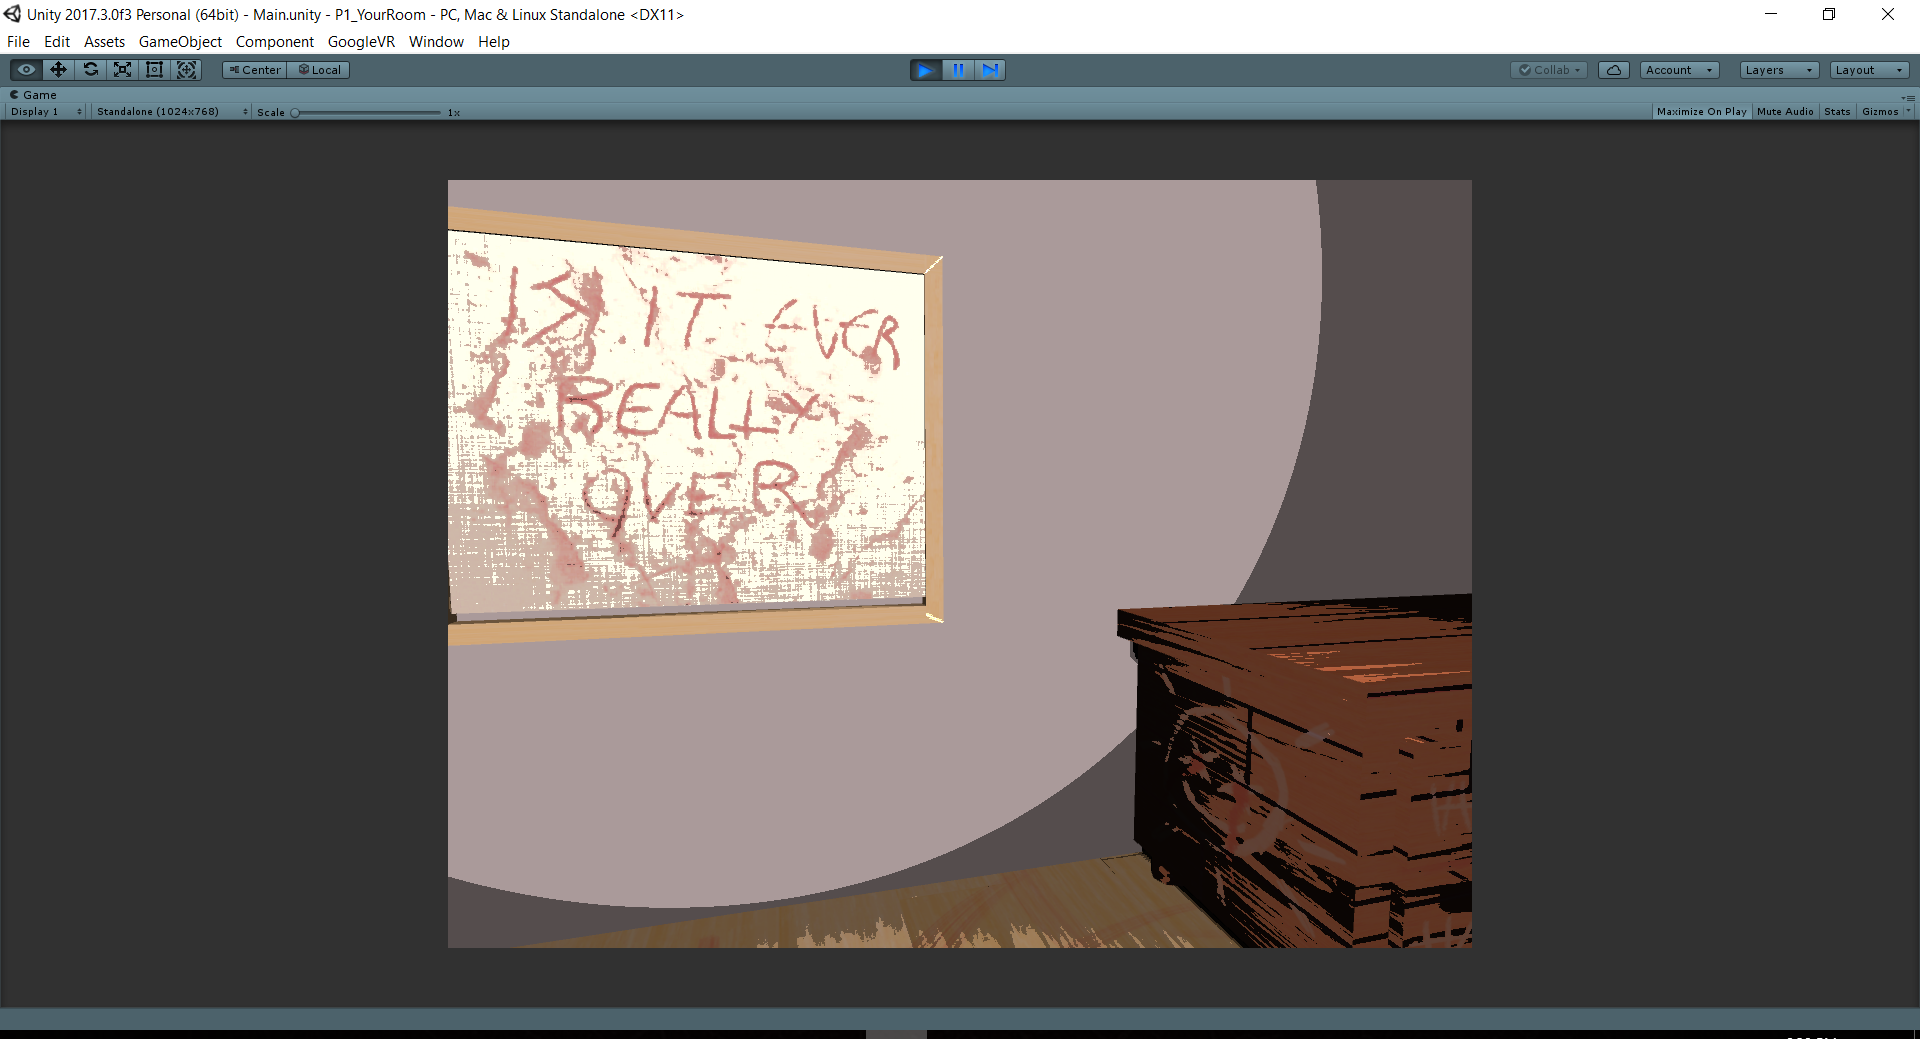 Unity 2017.3.0f3 Personal (64bit) - Main.unity - P1_YourRoom - PC, Mac & Linux Standalone <DX11>
File Edit Assets GameObject Component GoogleVR Window Help
Center Local Collab Account Layers Layout
Game
Display 1 Standalone (1024x768) Scale 1x Maximize On Play Mute Audio Stats Gizmos
IS IT EVER
REALLY
OVER